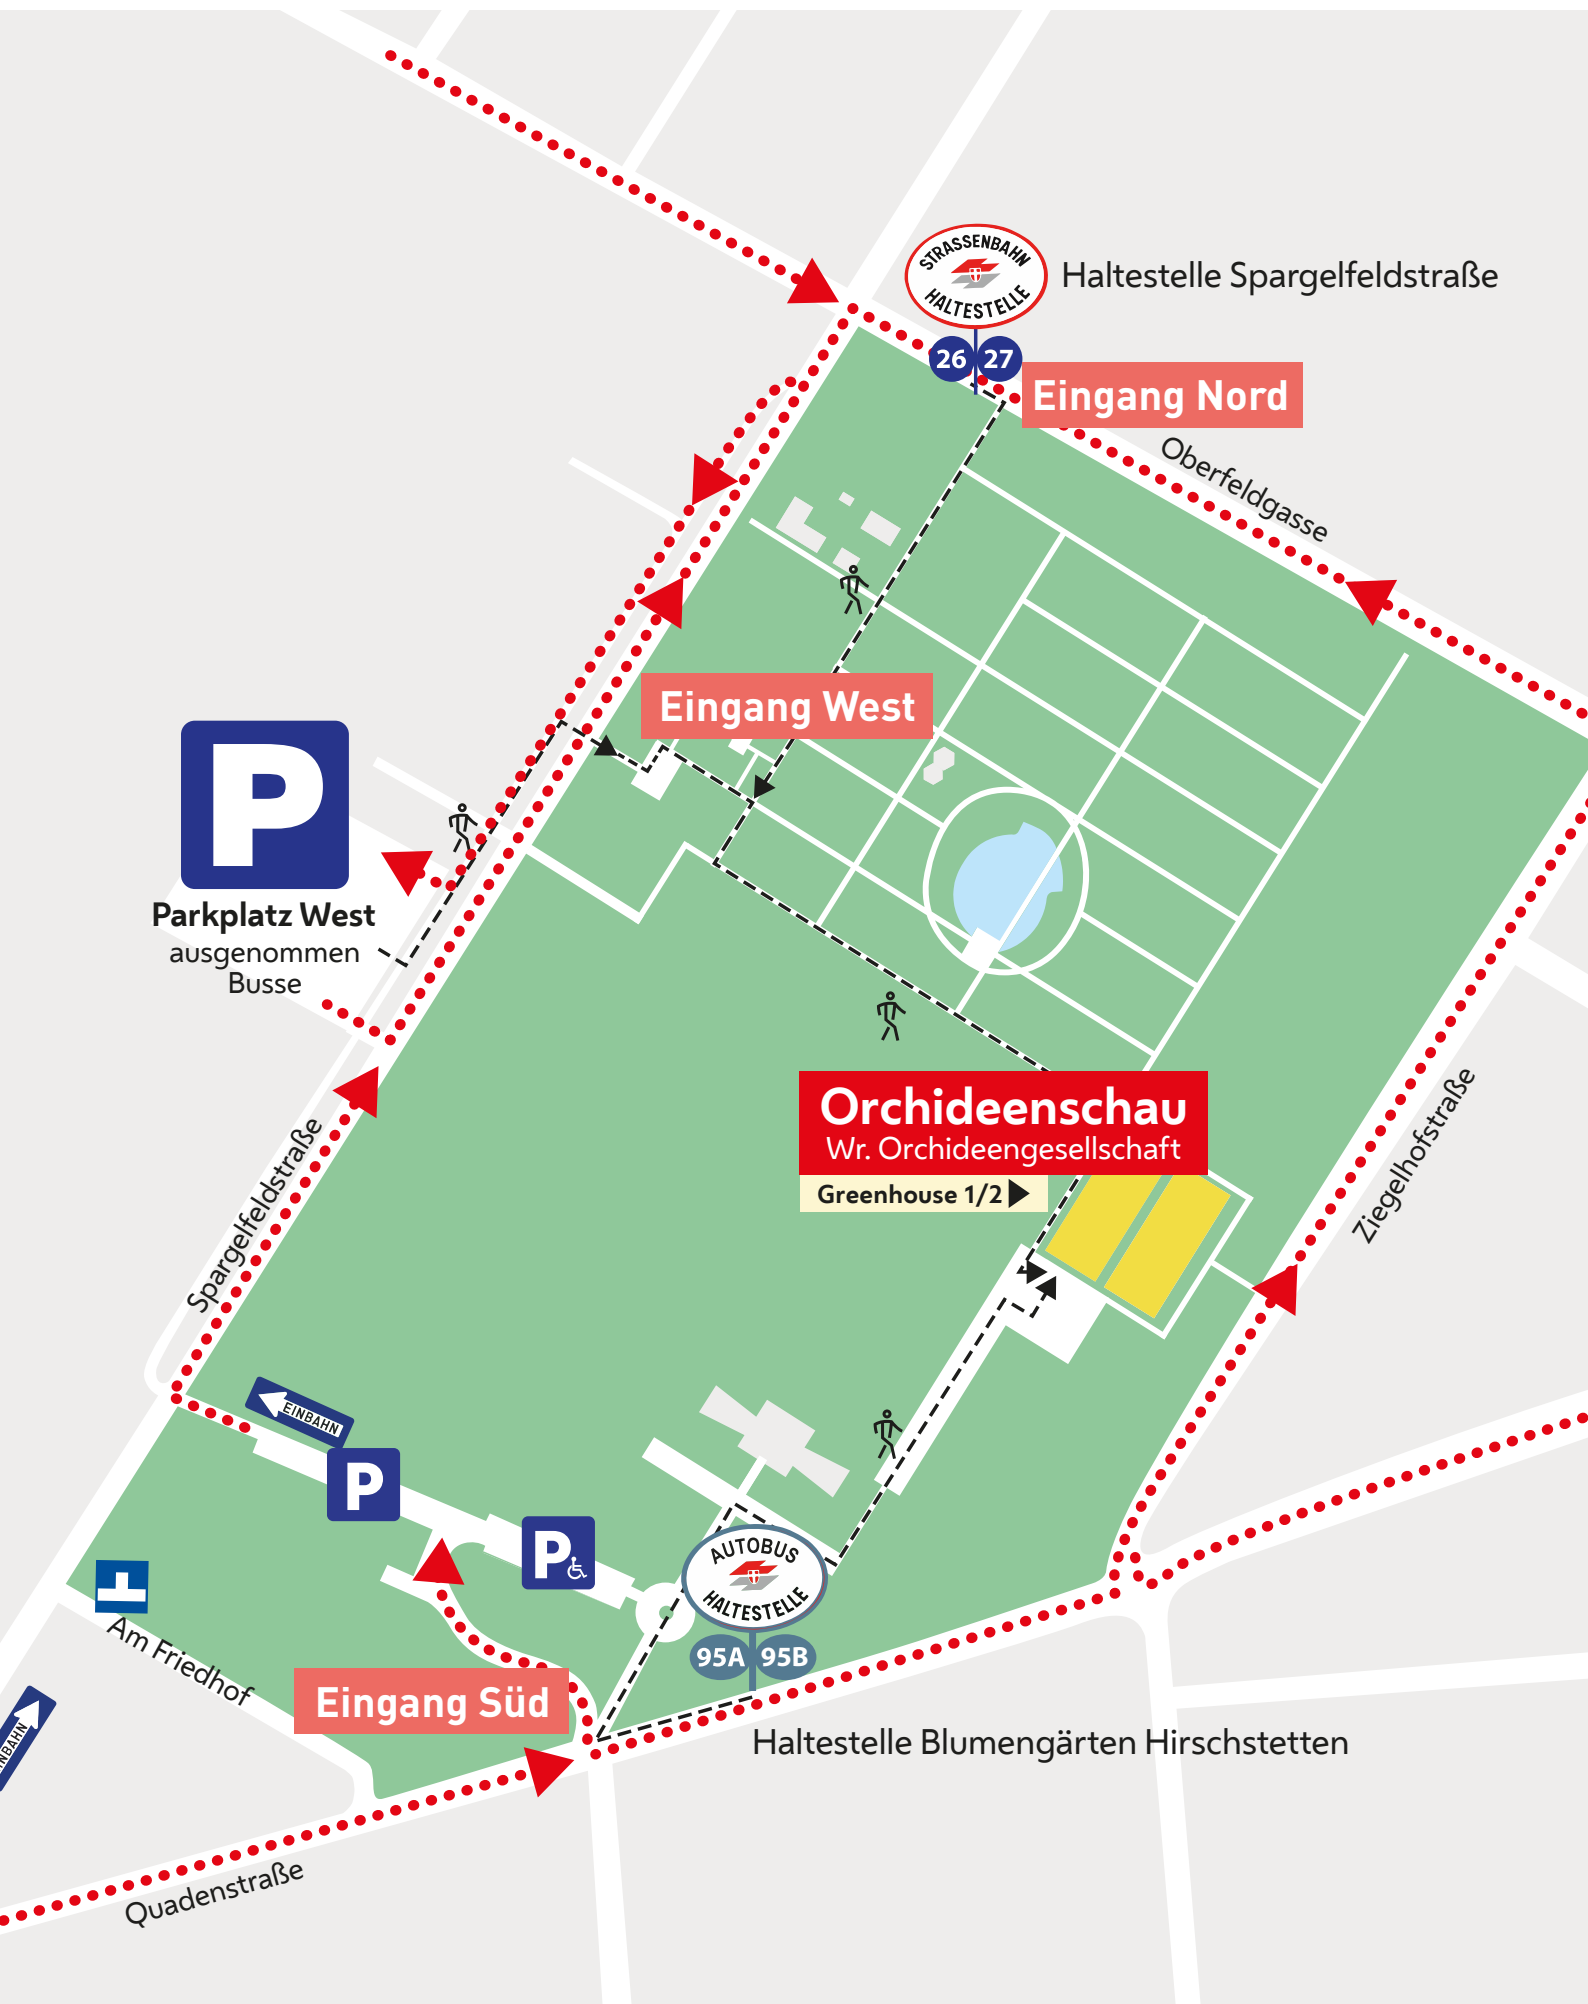 STRASSENBAHN
HALTESTELLE
Haltestelle Spargelfeldstraße
26 27
Eingang Nord
Oberfeldgasse
Eingang West
P
Parkplatz West
ausgenommen
Busse
Orchideenschau
Wr. Orchideengesellschaft
Greenhouse 1/2
Ziegelhofstraße
Spargelfeldstraße
EINBAHN
P
P
AUTOBUS
HALTESTELLE
95A 95B
Am Friedhof
Eingang Süd
Haltestelle Blumengärten Hirschstetten
NBAHN
Quadenstraße